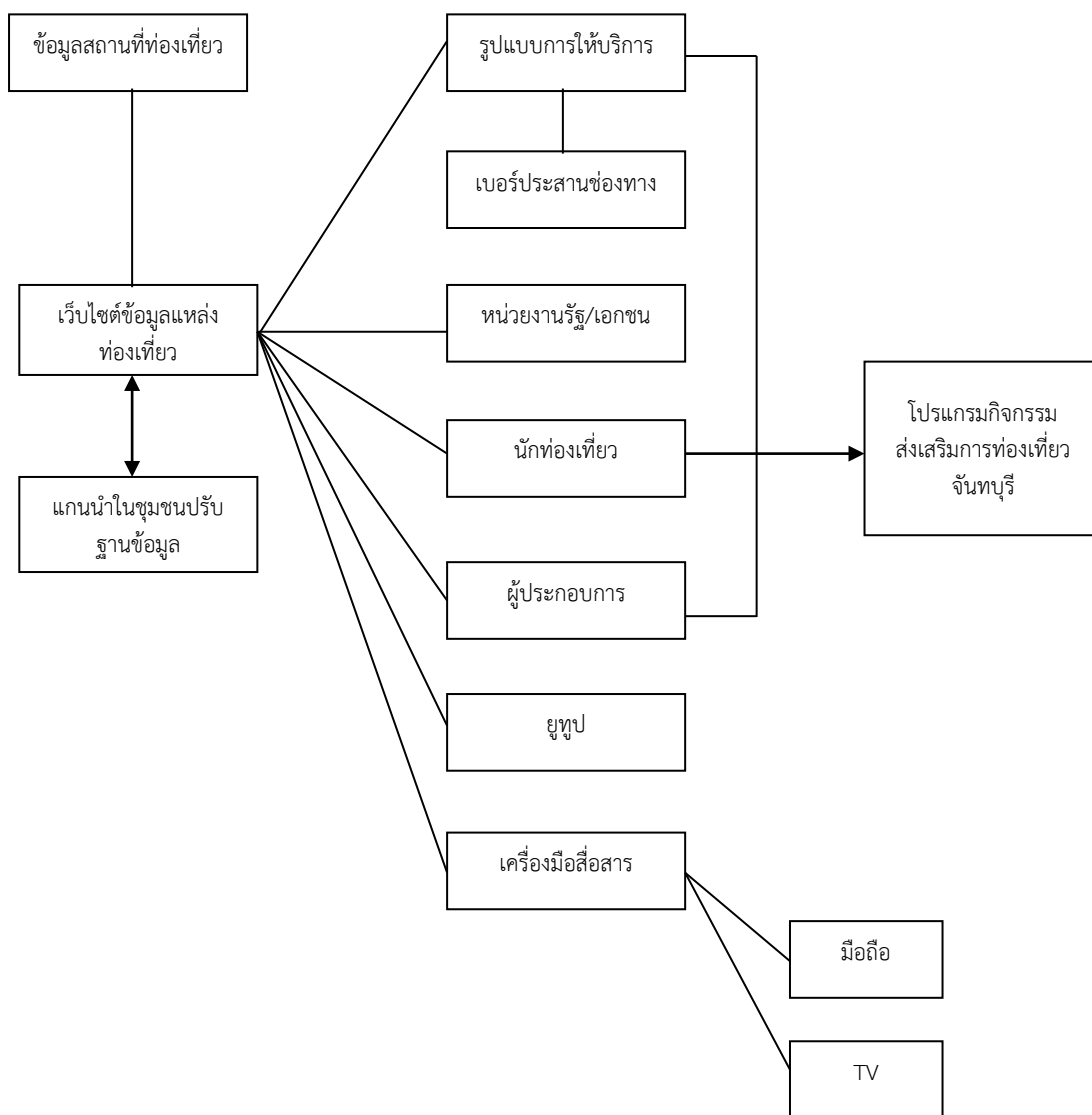 ข้อมูลสถานที่ท่องเที่ยว
รูปแบบการให้บริการ
เบอร์ประสานช่องทาง
เว็บไซต์ข้อมูลแหล่ง
ท่องเที่ยว
หน่วยงานรัฐ/เอกชน
นักท่องเที่ยว
โปรแกรมกิจกรรม
ส่งเสริมการท่องเที่ยว
จันทบุรี
แกนนำในชุมชนปรับ
ฐานข้อมูล
ผู้ประกอบการ
ยูทูป
เครื่องมือสื่อสาร
มือถือ
TV